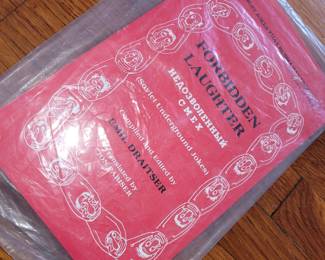 FORBIDDEN
LAUGHTER
НЕДОЗВОЛЕННЫЙ
СМЕХ
(Soviet Underground Jokes)
Compiled and Edited by
EMIL DRAITSER